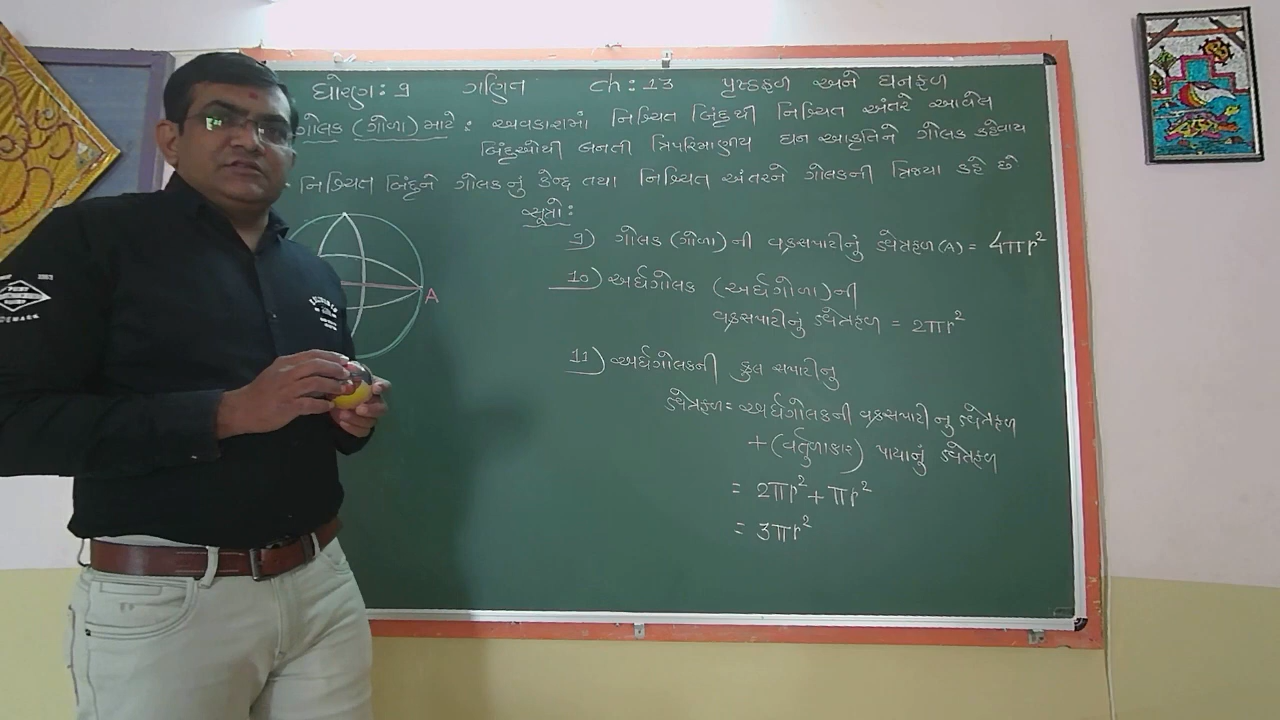 ધોરણ: 9 ગણિત ch: 13 પૃષ્ઠફળ અને ઘનફળ
ગોલક (ગોળા) માટે : અવકાશમાં નિશ્ચિત બિંદુથી નિશ્ચિત અંતરે આવેલ
બિંદુઓથી બનતી ત્રિપરિમાણીય ઘન આકૃતિને ગોલક કહેવાય
- નિશ્ચિત બિંદુને ગોલકનું કેન્દ્ર તથા નિશ્ચિત અંતરને ગોલકની ત્રિજ્યા કહે છે
સૂત્રો:
9) ગોલક (ગોળા) ની વક્રસપાટીનું ક્ષેત્રફળ (A) = 4πr²
10) અર્ધગોલક (અર્ધગોળા) ની
વક્રસપાટીનું ક્ષેત્રફળ = 2πr²
A
11) અર્ધગોલકની કુલ સપાટીનુ
ક્ષેત્રફળ = અર્ધગોલકની વક્રસપાટી નુ ક્ષેત્રફળ
+ (વર્તુળાકાર) પાયાનું ક્ષેત્રફળ
= 2πr² + πr²
= 3πr²